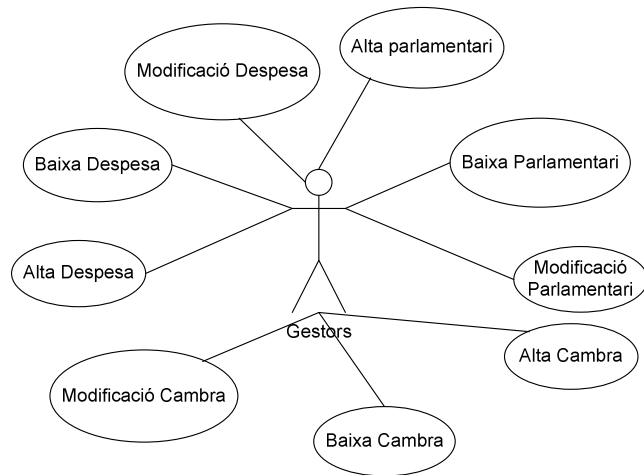 Alta parlamentari
Modificació Despesa
Baixa Despesa
Baixa Parlamentari
Alta Despesa
Modificació
Parlamentari
Gestors
Alta Cambra
Modificació Cambra
Baixa Cambra